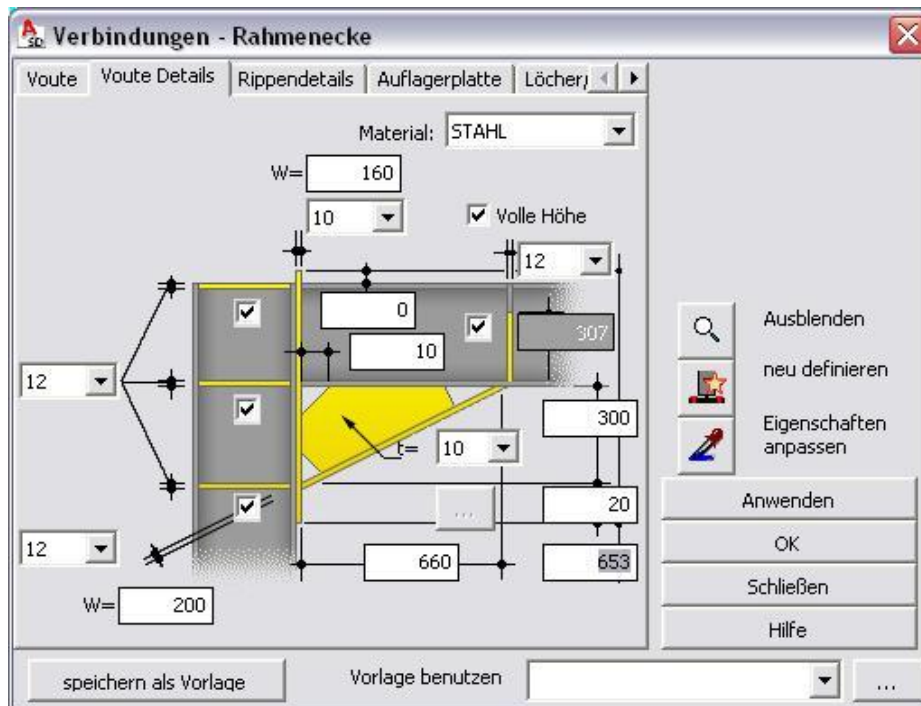 Verbindungen - Rahmenecke
Voute
Voute Details
Rippendetails
Auflagerplatte
Löcher
Material: STAHL
W= 160
10
Volle Höhe
12
0
307
10
12
300
t= 10
Ausblenden
neu definieren
Eigenschaften
anpassen
...
20
12
660
653
W= 200
Anwenden
OK
Schließen
Hilfe
speichern als Vorlage
Vorlage benutzen
...